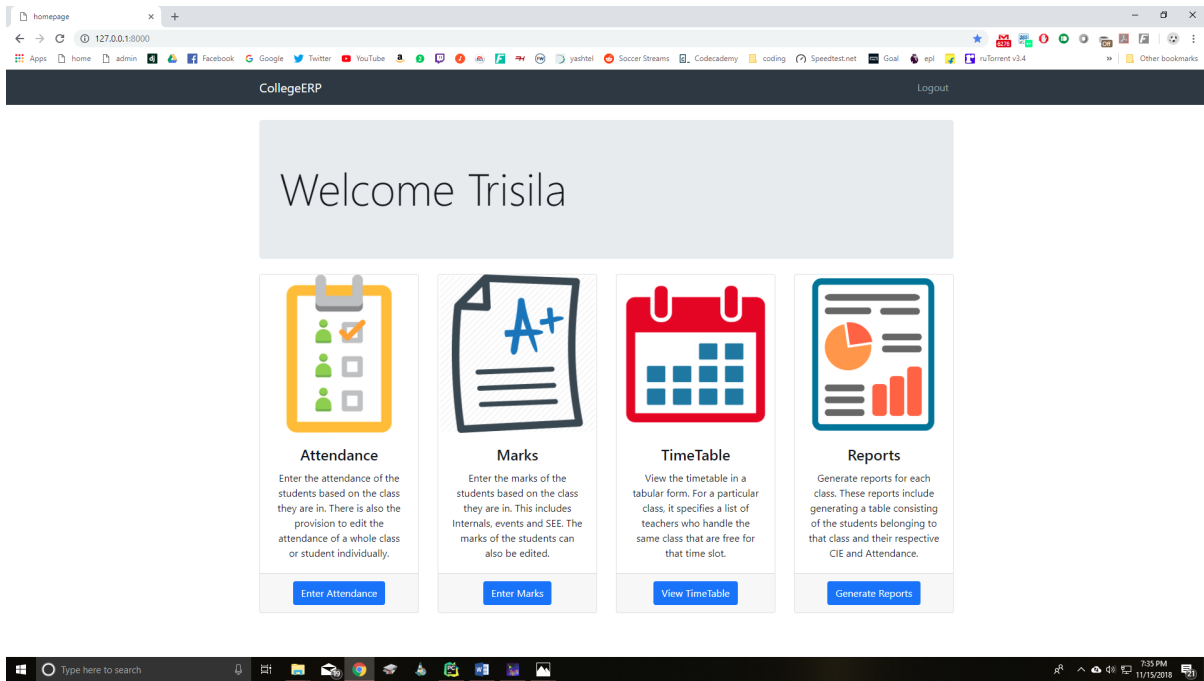 homepage
127.0.0.1:8000
Apps home admin Facebook Google Twitter YouTube yashtel Soccer Streams Codecademy coding Speedtest.net Goal epl ruTorrent v3.4 » Other bookmarks
CollegeERP Logout
Welcome Trisila
A+
Attendance
Enter the attendance of the
students based on the class
they are in. There is also the
provision to edit the
attendance of a whole class
or student individually.
Enter Attendance
Marks
Enter the marks of the
students based on the class
they are in. This includes
Internals, events and SEE. The
marks of the students can
also be edited.
Enter Marks
TimeTable
View the timetable in a
tabular form. For a particular
class, it specifies a list of
teachers who handle the
same class that are free for
that time slot.
View TimeTable
Reports
Generate reports for each
class. These reports include
generating a table consisting
of the students belonging to
that class and their respective
CIE and Attendance.
Generate Reports
Type here to search
7:35 PM
11/15/2018